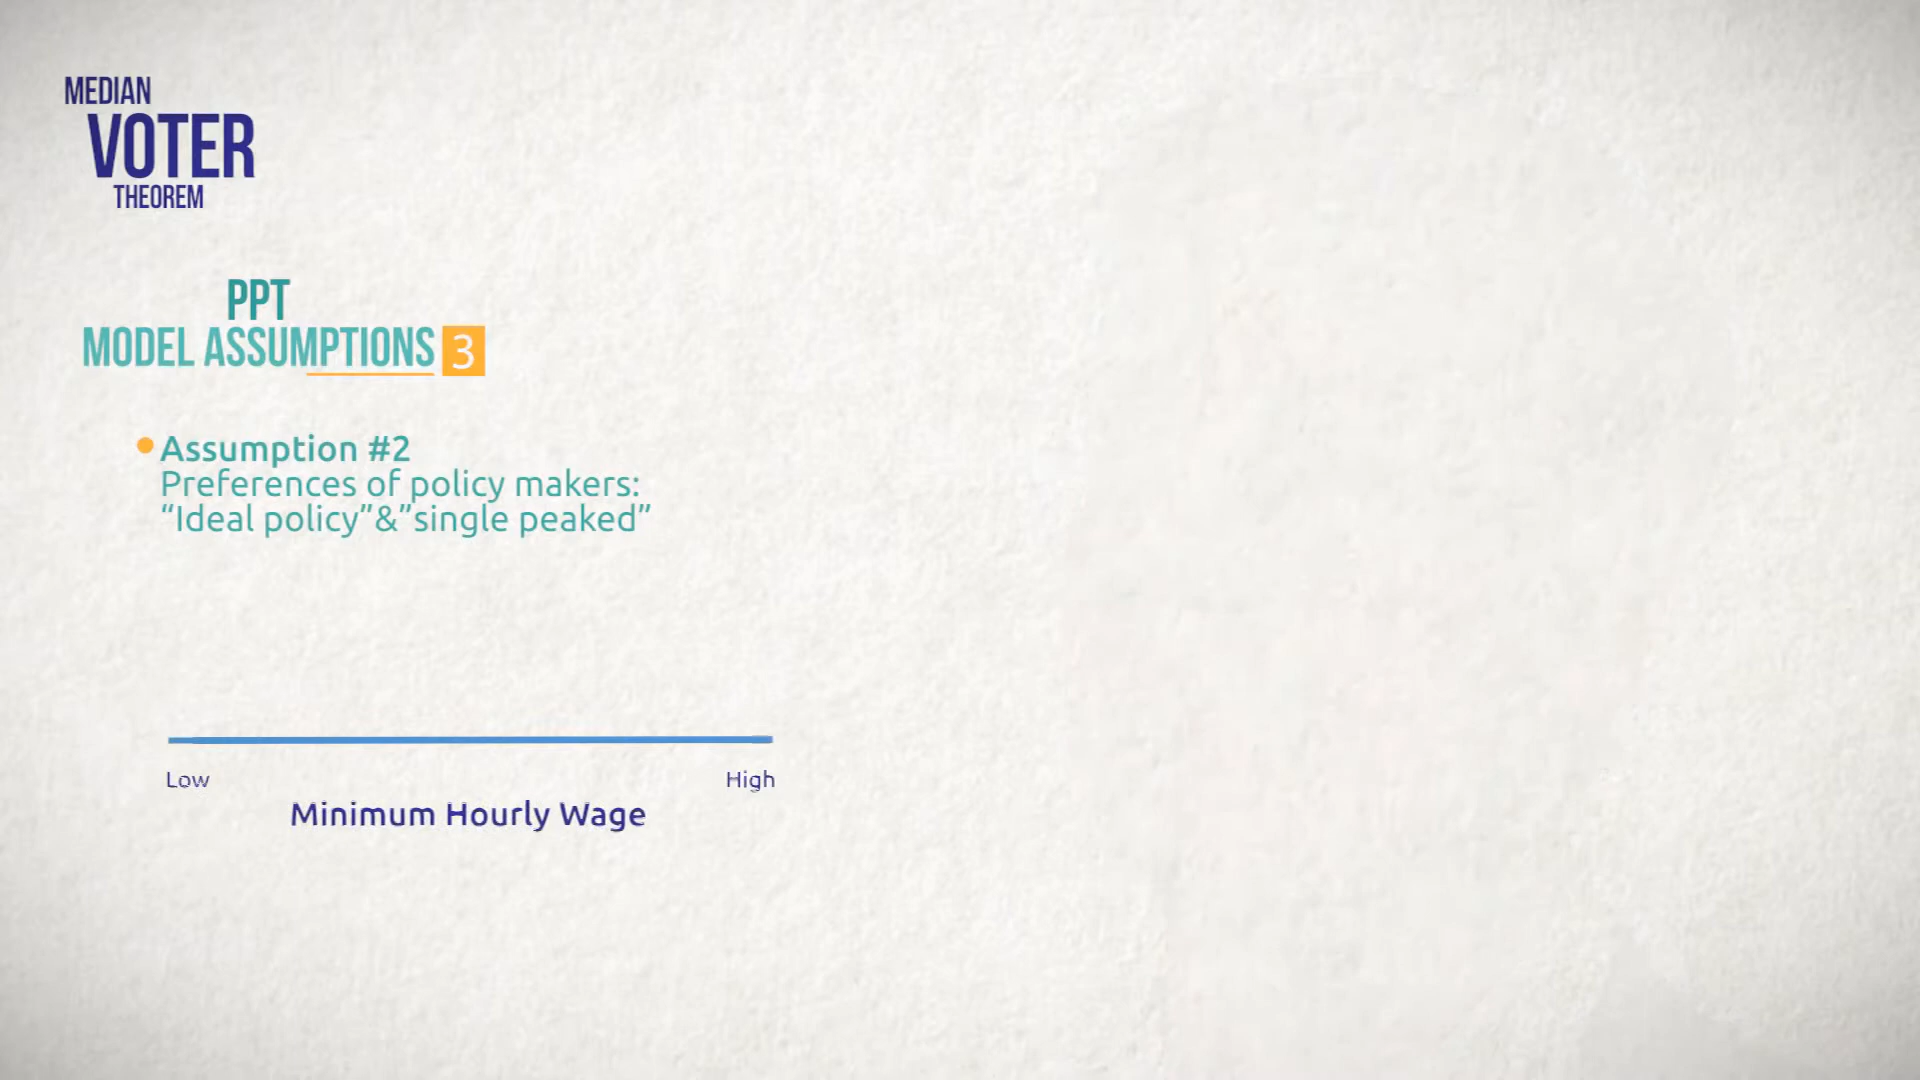 MEDIAN
VOTER
THEOREM
PPT
MODEL ASSUMPTIONS 3
Assumption #2
Preferences of policy makers:
“Ideal policy”&”single peaked”
Low High
Minimum Hourly Wage